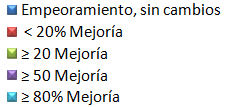 Empeoramiento, sin cambios
< 20% Mejoría
≥ 20 Mejoría
≥ 50 Mejoría
≥ 80% Mejoría